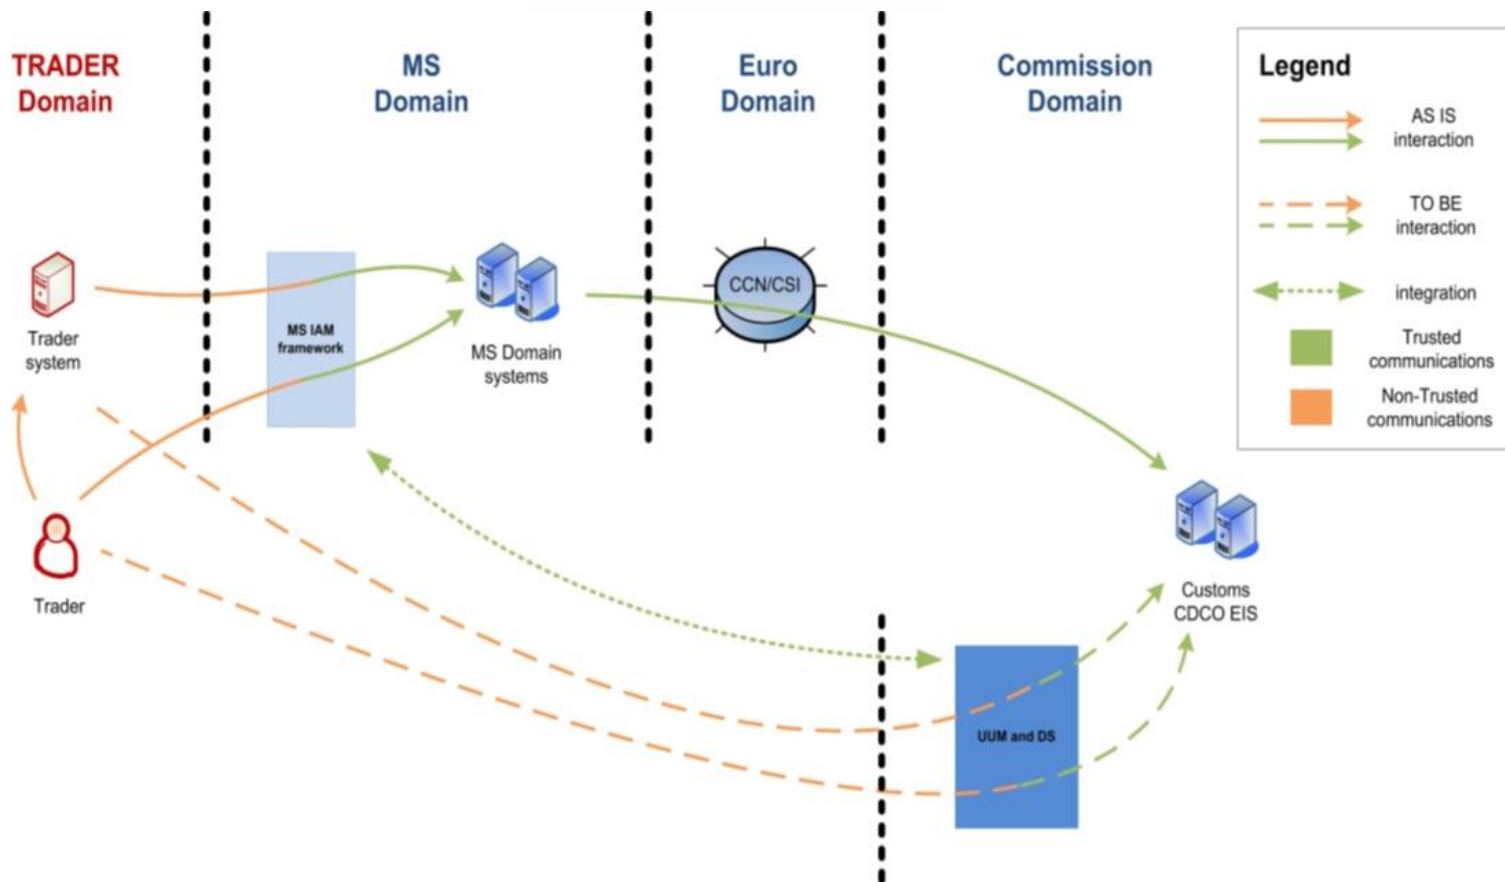 TRADER
Domain
MS
Domain
Euro
Domain
Commission
Domain
Legend
AS IS
interaction
TO BE
interaction
integration
Trusted
communications
Non-Trusted
communications
Trader
system
MS IAM
framework
MS Domain
systems
CCN/CSI
Trader
Customs
CDCO EIS
UUM and DS